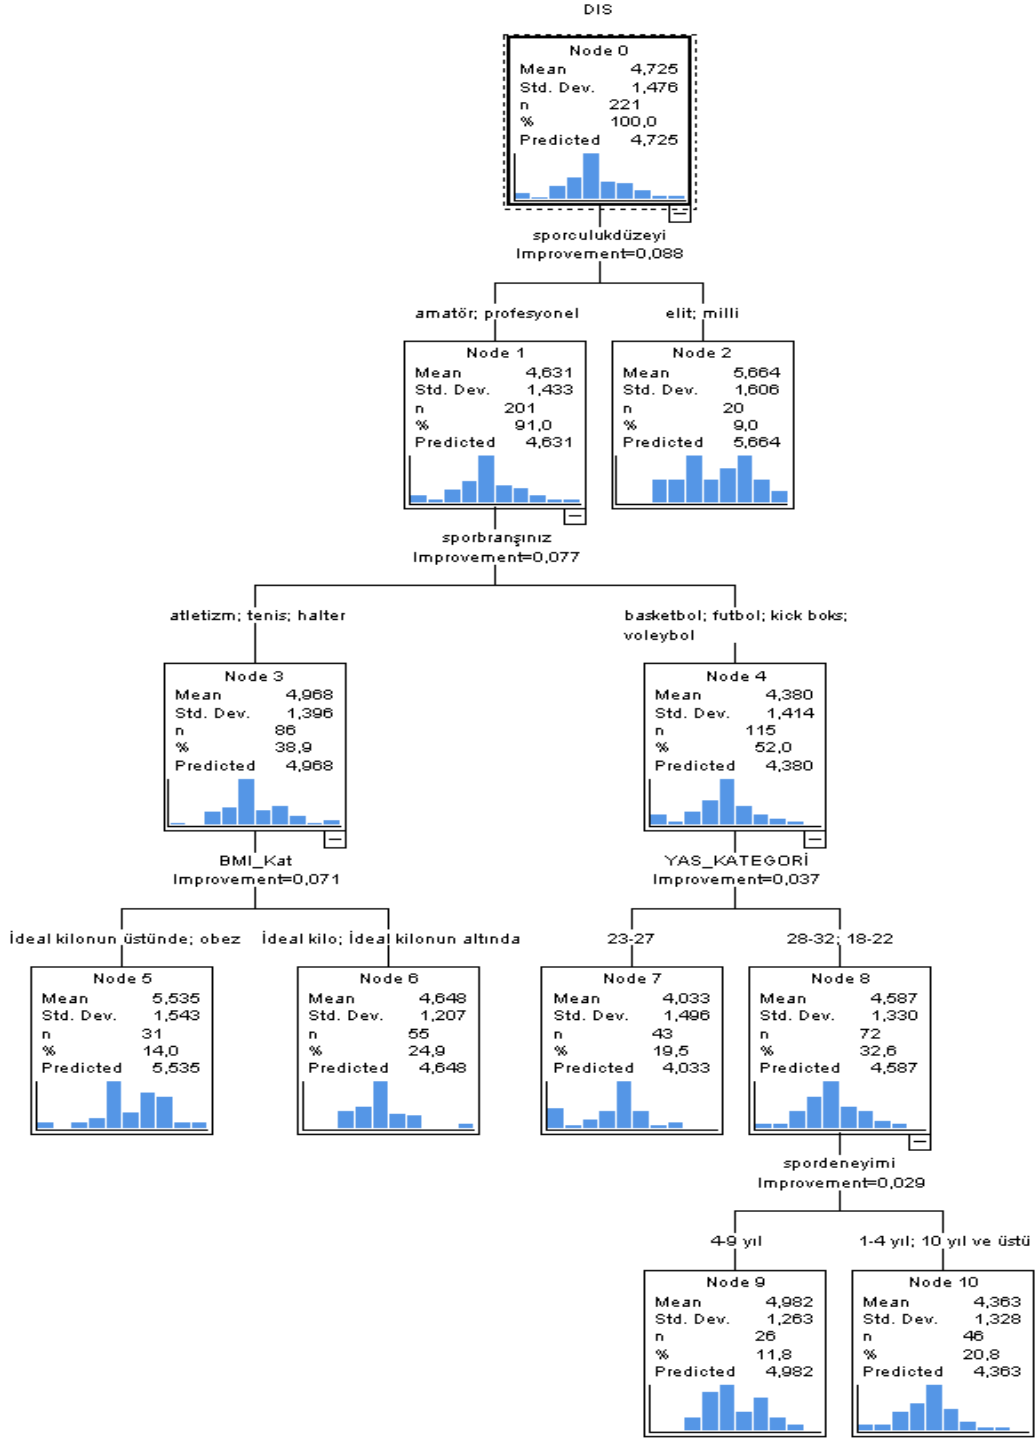 DIS
Node 0
Mean 4,725
Std. Dev. 1,476
n 221
% 100,0
Predicted 4,725
sporculukdüzeyi
Improvement=0,088
amatör; profesyonel
elit; milli
Node 1
Mean 4,631
Std. Dev. 1,433
n 201
% 91,0
Predicted 4,631
Node 2
Mean 5,664
Std. Dev. 1,606
n 20
% 9,0
Predicted 5,664
sporbranşınız
Improvement=0,077
atletizm; tenis; halter
basketbol; futbol; kick boks;
voleybol
Node 3
Mean 4,968
Std. Dev. 1,396
n 86
% 38,9
Predicted 4,968
Node 4
Mean 4,380
Std. Dev. 1,414
n 115
% 52,0
Predicted 4,380
BMI_Kat
Improvement=0,071
YAS_KATEGORİ
Improvement=0,037
İdeal kilonun üstünde; obez
İdeal kilo; İdeal kilonun altında
23-27
28-32; 18-22
Node 5
Mean 5,535
Std. Dev. 1,543
n 31
% 14,0
Predicted 5,535
Node 6
Mean 4,648
Std. Dev. 1,207
n 55
% 24,9
Predicted 4,648
Node 7
Mean 4,033
Std. Dev. 1,496
n 43
% 19,5
Predicted 4,033
Node 8
Mean 4,587
Std. Dev. 1,330
n 72
% 32,6
Predicted 4,587
spordeneyimi
Improvement=0,029
4-9 yıl
1-4 yıl; 10 yıl ve üstü
Node 9
Mean 4,982
Std. Dev. 1,263
n 26
% 11,8
Predicted 4,982
Node 10
Mean 4,363
Std. Dev. 1,328
n 46
% 20,8
Predicted 4,363